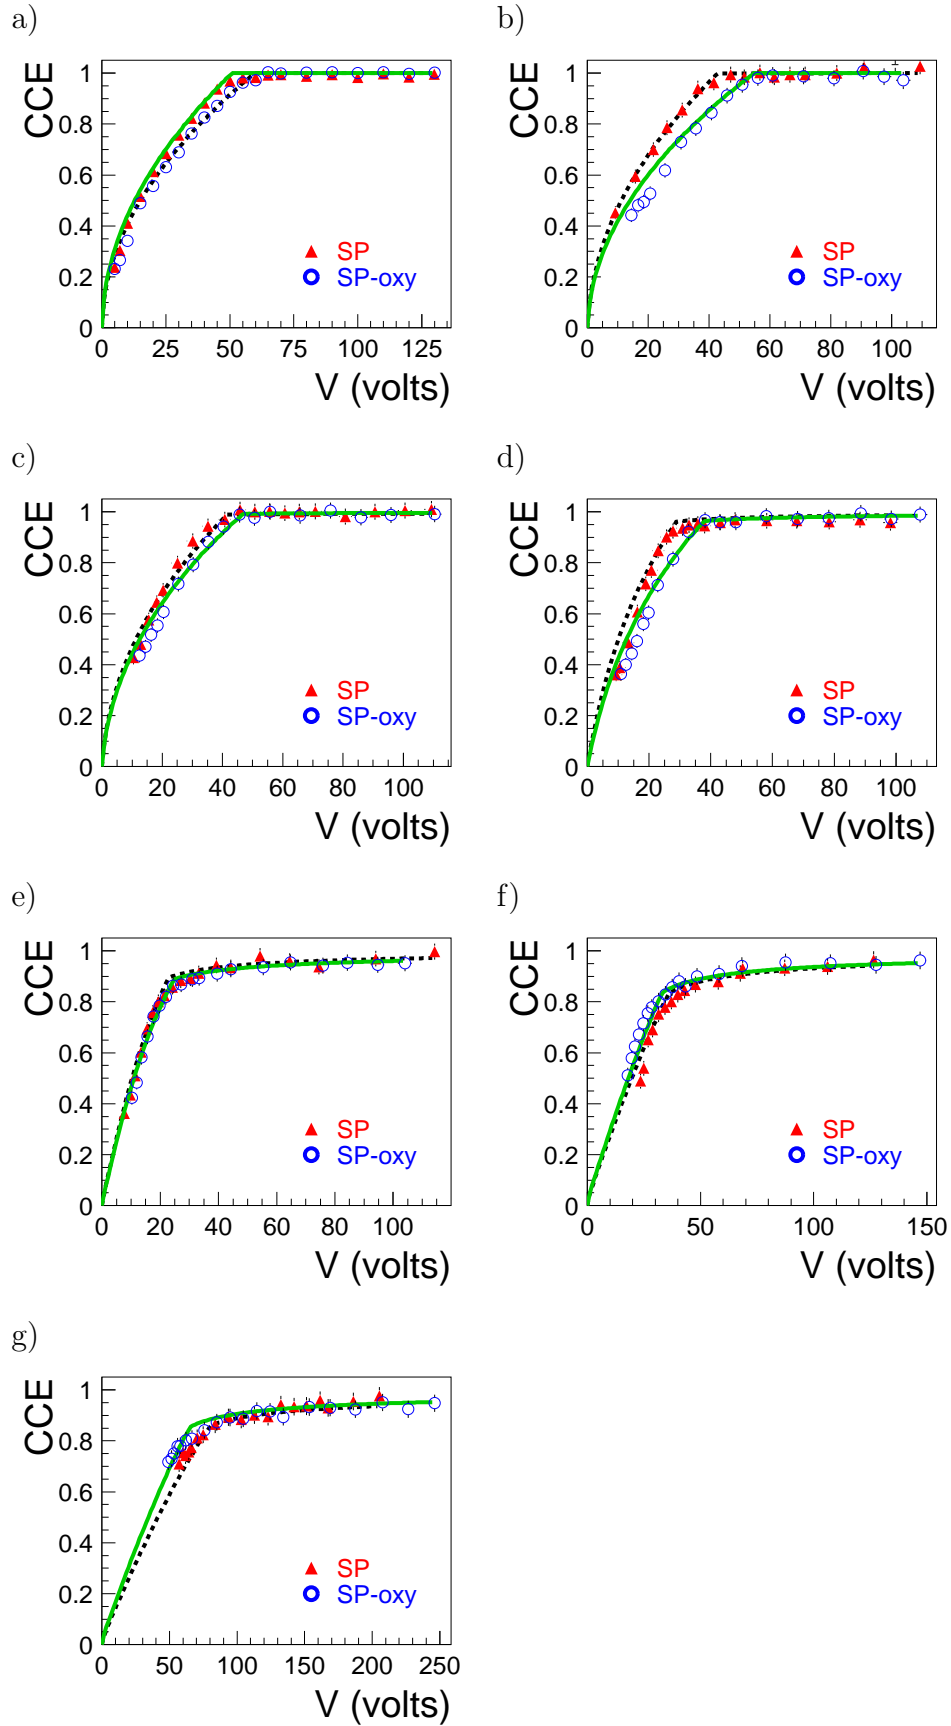 a)
CCE
1
0.8
0.6
0.4
0.2
0
SP
SP-oxy
0 25 50 75 100 125
V (volts)
b)
CCE
1
0.8
0.6
0.4
0.2
0
SP
SP-oxy
0 20 40 60 80 100
V (volts)
c)
CCE
1
0.8
0.6
0.4
0.2
0
SP
SP-oxy
0 20 40 60 80 100
V (volts)
d)
CCE
1
0.8
0.6
0.4
0.2
0
SP
SP-oxy
0 20 40 60 80 100
V (volts)
e)
CCE
1
0.8
0.6
0.4
0.2
0
SP
SP-oxy
0 20 40 60 80 100
V (volts)
f)
CCE
1
0.8
0.6
0.4
0.2
0
SP
SP-oxy
0 50 100 150
V (volts)
g)
CCE
1
0.8
0.6
0.4
0.2
0
SP
SP-oxy
0 50 100 150 200 250
V (volts)